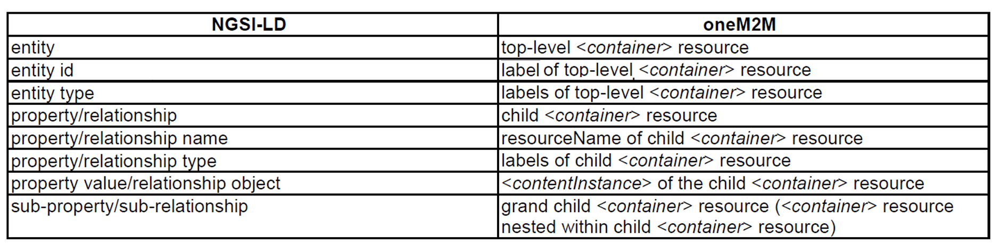 NGSI-LD oneM2M
entity top-level <container> resource
entity id label of top-level <container> resource
entity type labels of top-level <container> resource
property/relationship child <container> resource
property/relationship name resourceName of child <container> resource
property/relationship type labels of child <container> resource
property value/relationship object <contentInstance> of the child <container> resource
sub-property/sub-relationship grand child <container> resource (<container> resource
nested within child <container> resource)